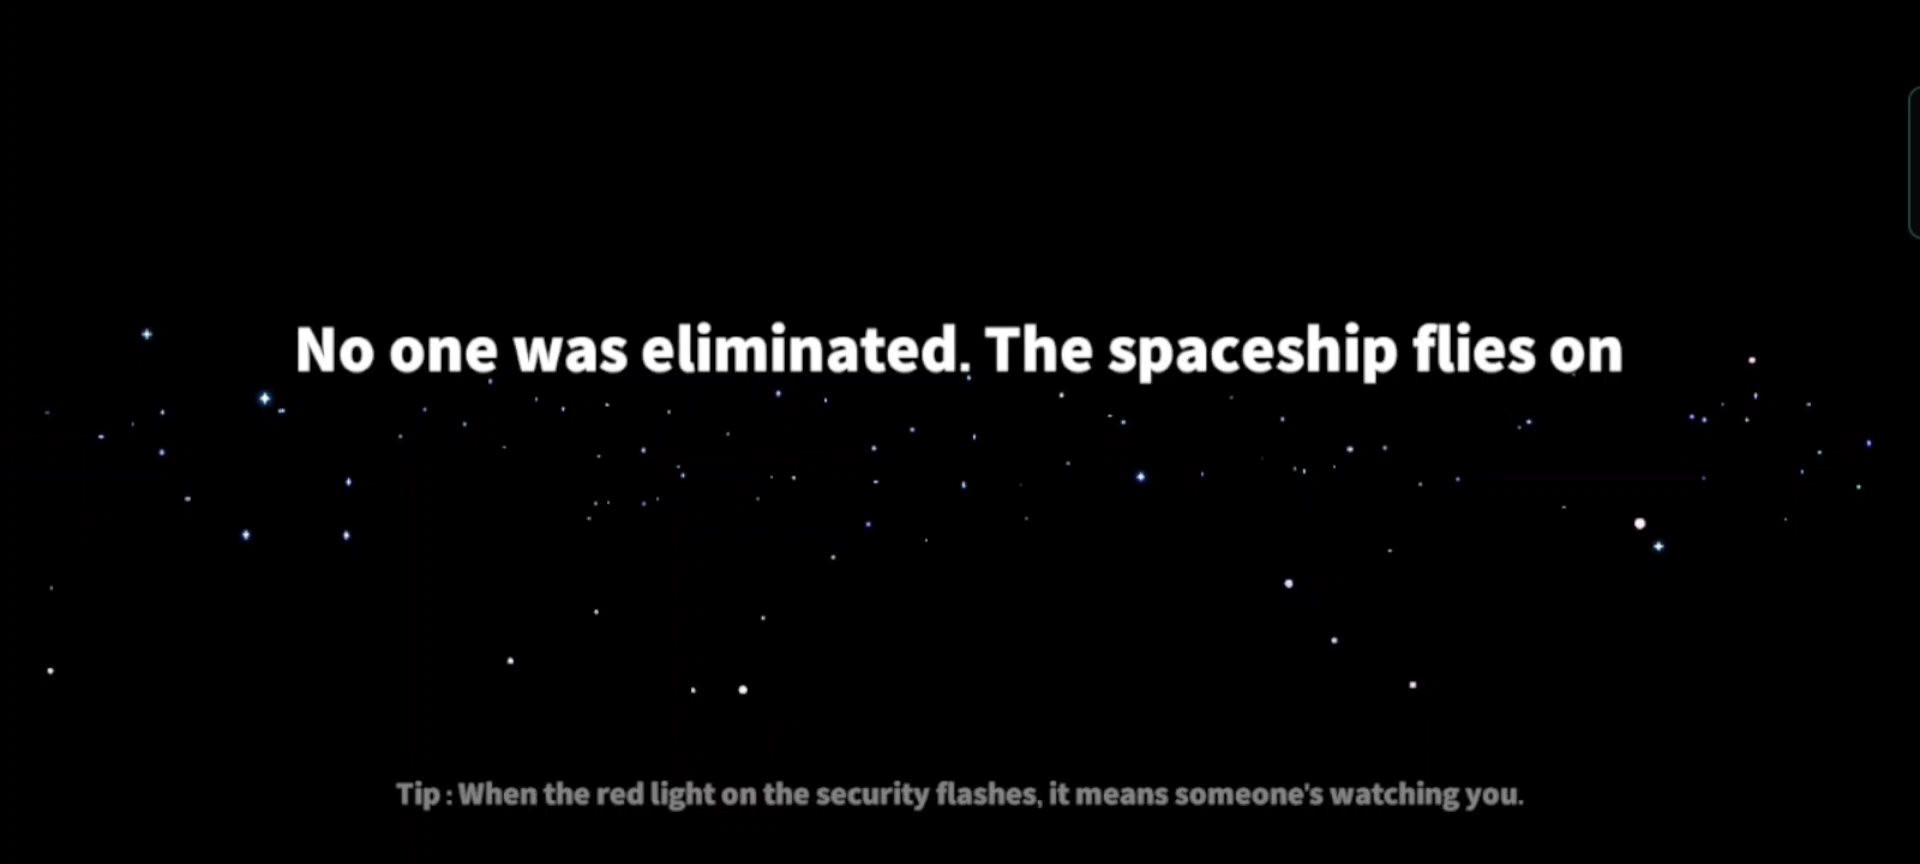 No one was eliminated. The spaceship flies on
Tip : When the red light on the security flashes, it means someone's watching you.